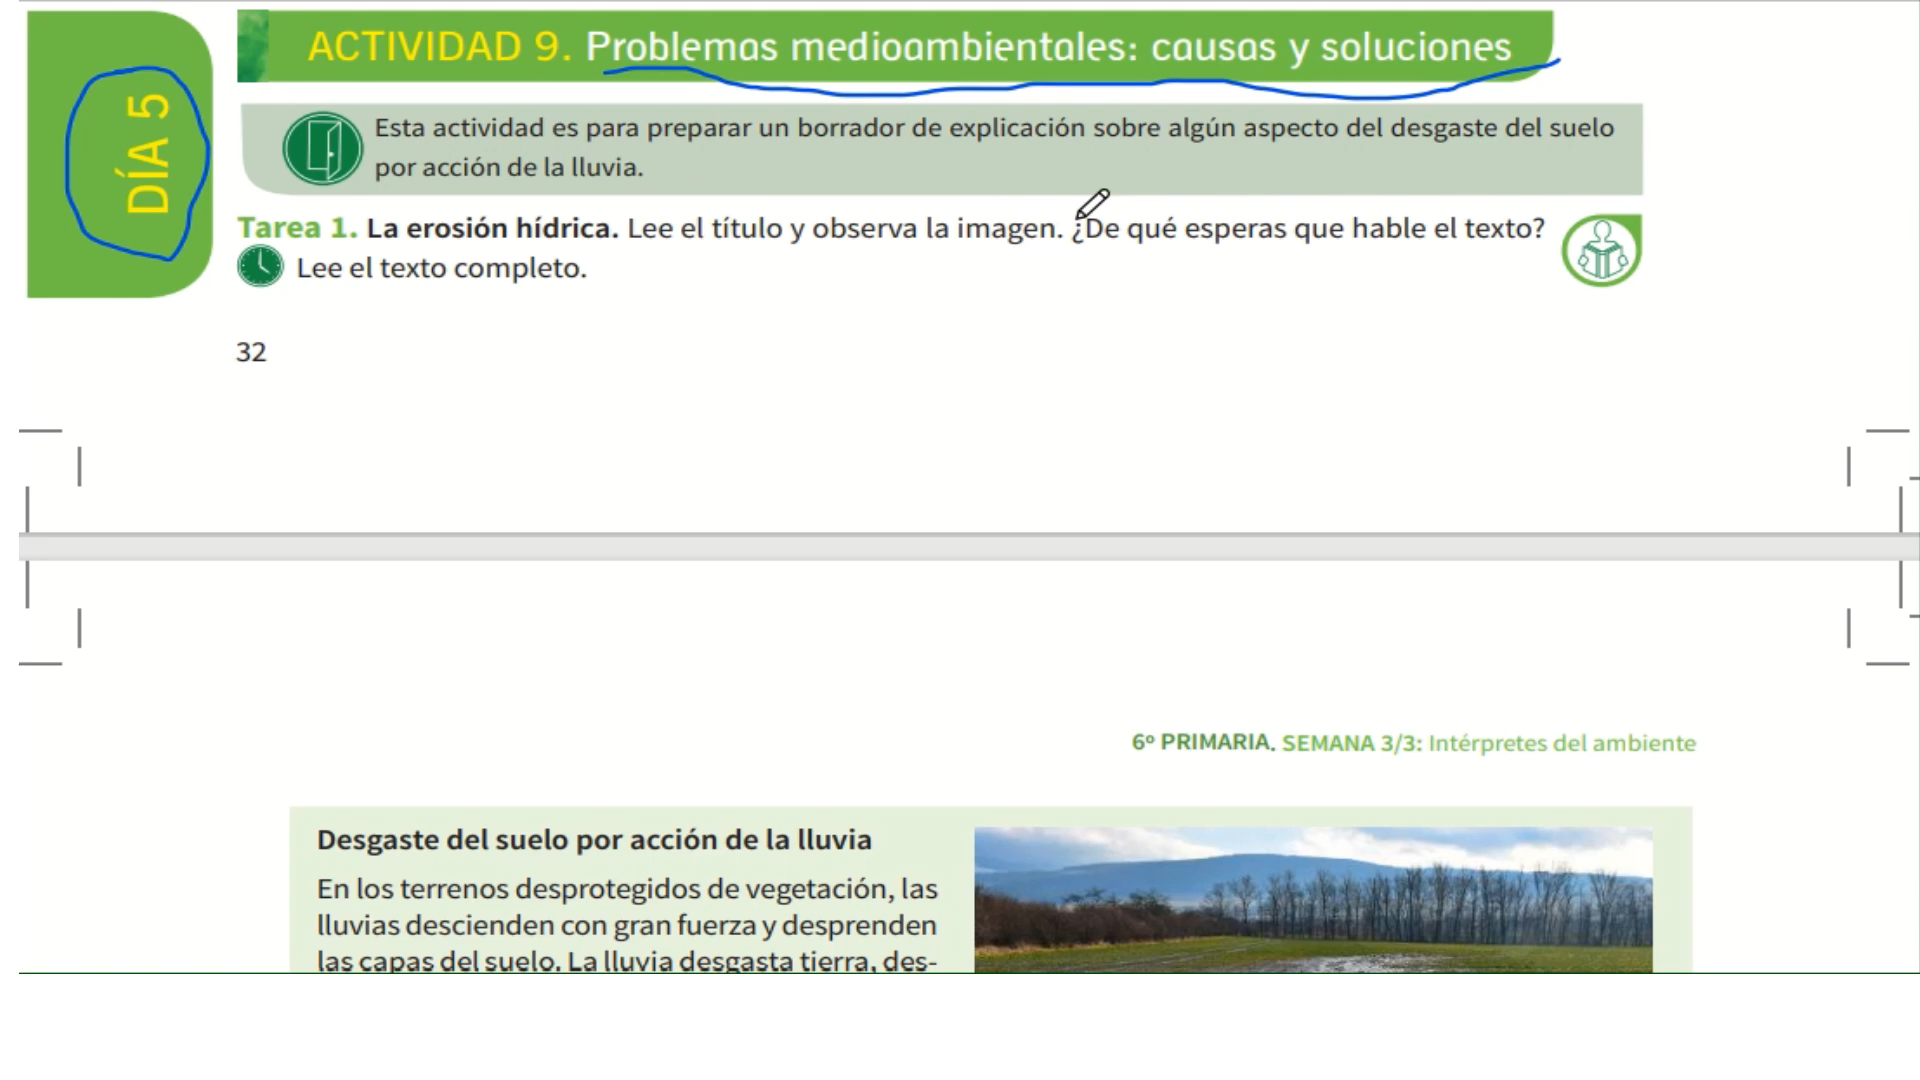 DÍA 5
ACTIVIDAD 9. Problemas medioambientales: causas y soluciones
Esta actividad es para preparar un borrador de explicación sobre algún aspecto del desgaste del suelo
por acción de la lluvia.
Tarea 1. La erosión hídrica. Lee el título y observa la imagen. ¿De qué esperas que hable el texto?
Lee el texto completo.
32
6º PRIMARIA. SEMANA 3/3: Intérpretes del ambiente
Desgaste del suelo por acción de la lluvia
En los terrenos desprotegidos de vegetación, las
lluvias descienden con gran fuerza y desprenden
las capas del suelo. La lluvia desgasta tierra, des-